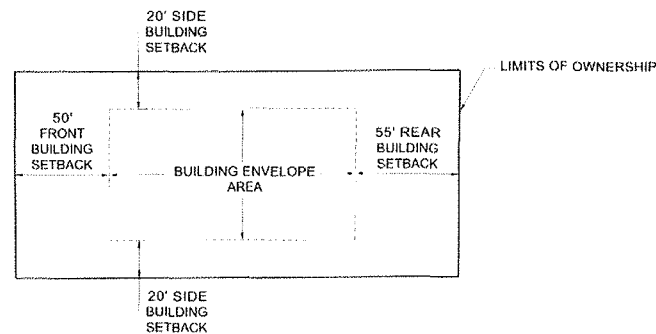 20' SIDE
BUILDING
SETBACK
LIMITS OF OWNERSHIP
50'
FRONT
BUILDING
SETBACK
BUILDING ENVELOPE
AREA
55' REAR
BUILDING
SETBACK
20' SIDE
BUILDING
SETBACK